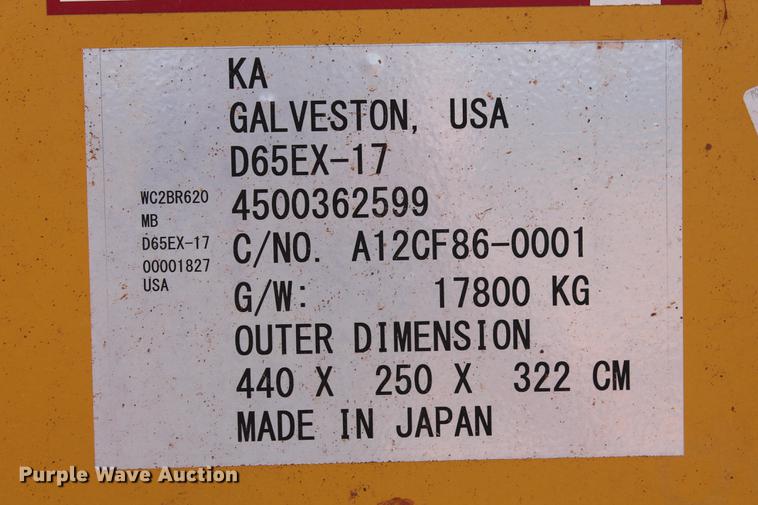 KA
GALVESTON, USA
D65EX-17
4500362599
C/NO. A12CF86-0001
G/W: 17800 KG
OUTER DIMENSION
440 X 250 X 322 CM
MADE IN JAPAN
WC2BR620
MB
D65EX-17
00001827
USA
Purple Wave Auction